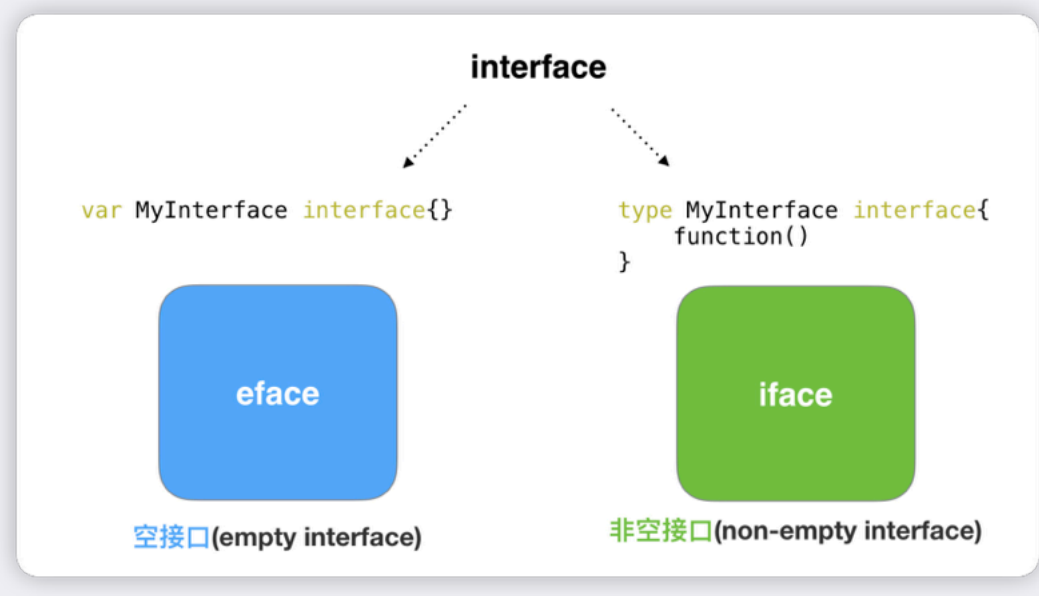 interface
var MyInterface interface{}
type MyInterface interface{
    function()
}
eface
iface
空接口(empty interface)
非空接口(non-empty interface)